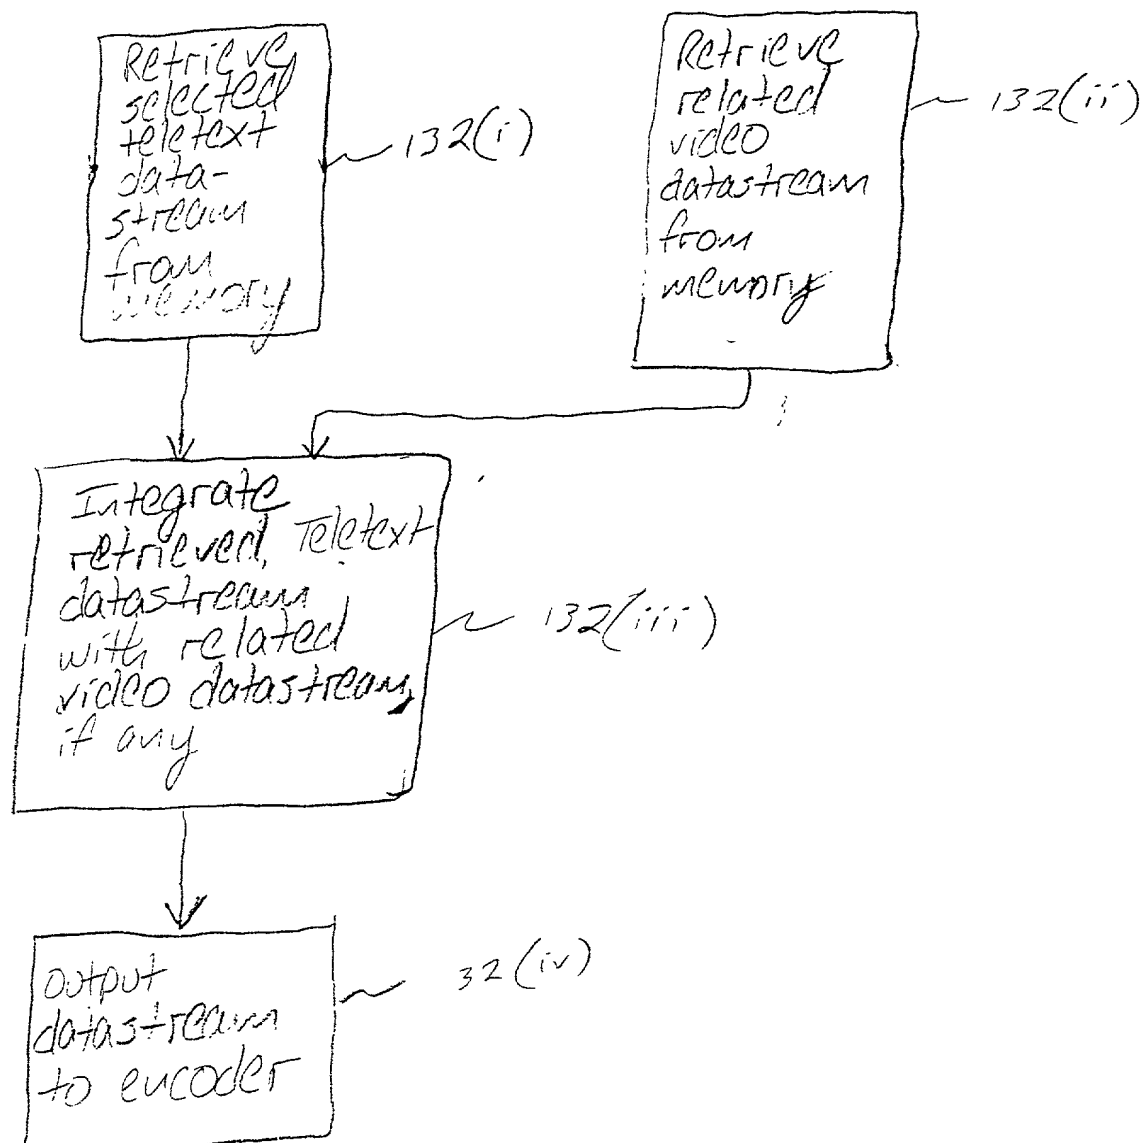 Retrieve
selected
teletext
data-
stream
from
memory
132(i)
Retrieve
related
video
datastream
from
memory
132(ii)
Integrate
retrieved, Teletext
datastream
with related
video datastream,
if any
132(iii)
output
datastream
to encoder
32(iv)